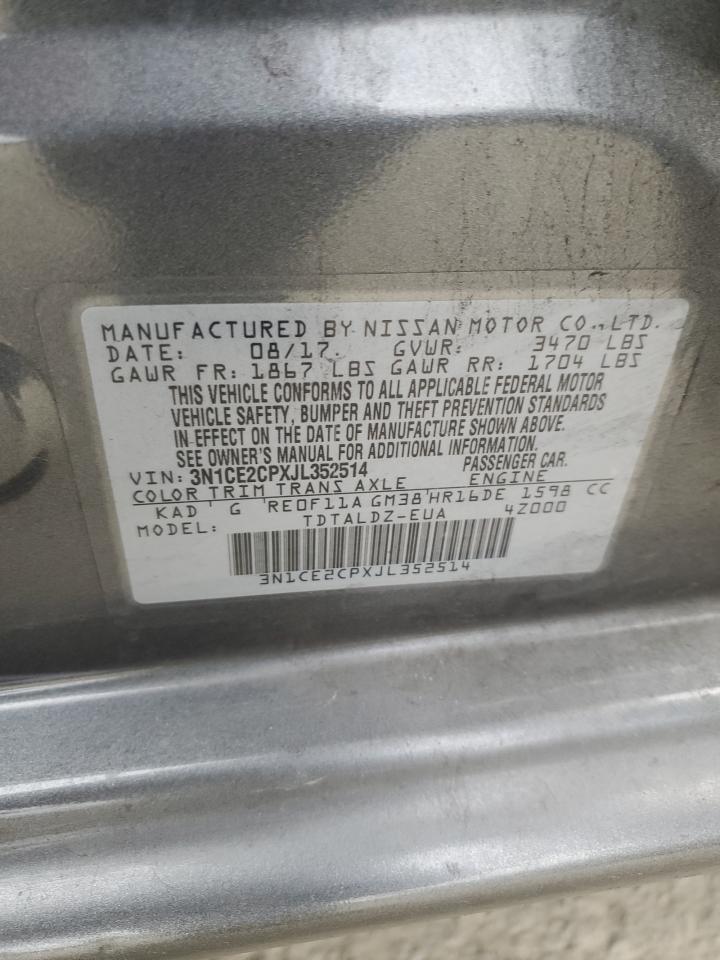 MANUFACTURED BY NISSAN MOTOR CO., LTD.
DATE: 08/17. GVWR: 3470 LBS
GAWR FR: 1867 LBS GAWR RR: 1704 LBS
THIS VEHICLE CONFORMS TO ALL APPLICABLE FEDERAL MOTOR
VEHICLE SAFETY, BUMPER AND THEFT PREVENTION STANDARDS
IN EFFECT ON THE DATE OF MANUFACTURE SHOWN ABOVE.
SEE OWNER'S MANUAL FOR ADDITIONAL INFORMATION.
VIN: 3N1CE2CPXJL352514 PASSENGER CAR.
COLOR TRIM TRANS AXLE ENGINE
KAD G RE0F11A GM38 HR16DE 1598 CC
MODEL: TDTALDZ-EUA 4Z000
3N1CE2CPXJL352514